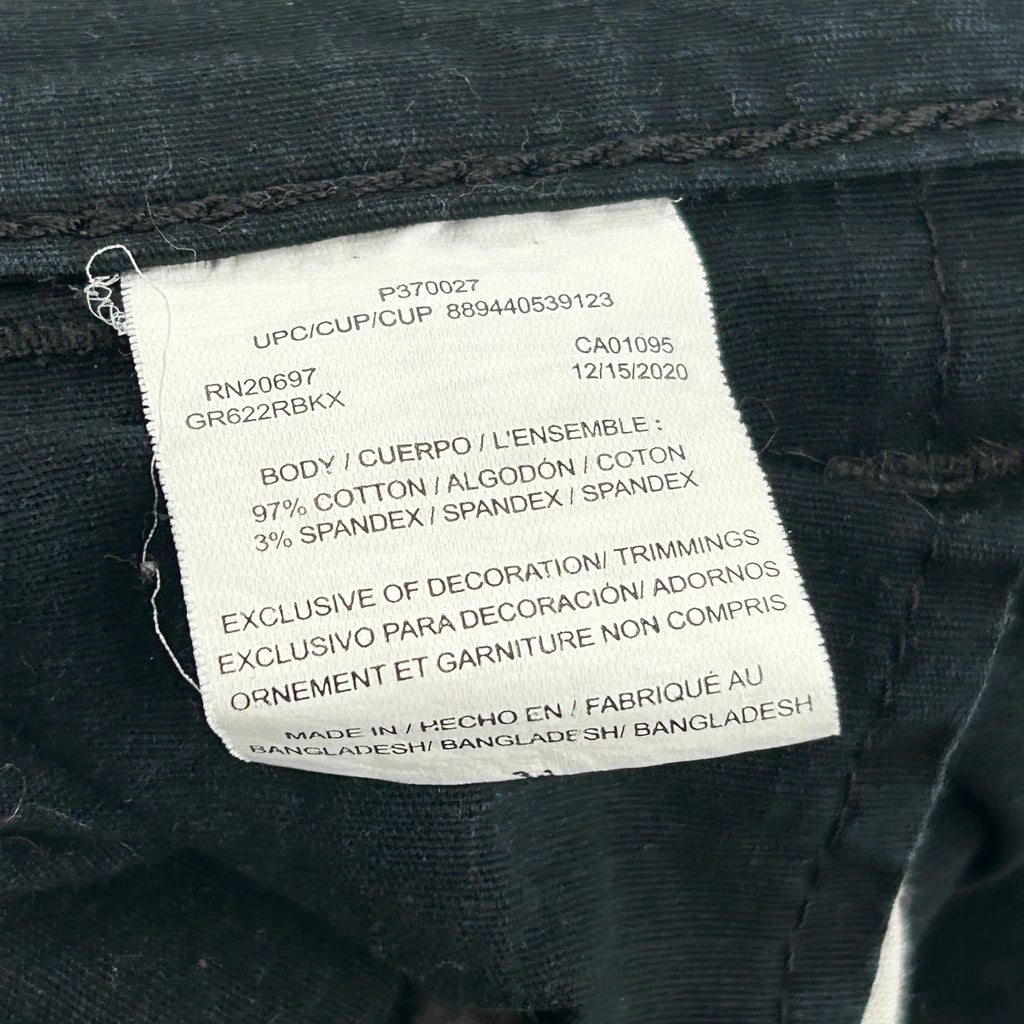 P370027
UPC/CUP/CUP 889440539123
CA01095
RN20697 12/15/2020
GR622RBKX
BODY / CUERPO / L'ENSEMBLE :
97% COTTON / ALGODÓN / COTON
3% SPANDEX / SPANDEX / SPANDEX
EXCLUSIVE OF DECORATION/ TRIMMINGS
EXCLUSIVO PARA DECORACIÓN/ ADORNOS
ORNEMENT ET GARNITURE NON COMPRIS
MADE IN / HECHO EN / FABRIQUÉ AU
BANGLADESH/ BANGLADESH/ BANGLADESH